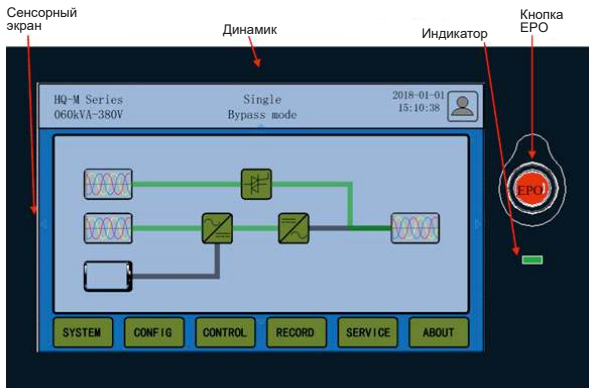 Сенсорный
экран
Динамик
Индикатор
Кнопка
EPO
HQ-M Series
060kVA-380V
Single
Bypass mode
2018-01-01
15:10:38
EPO
SYSTEM
CONFIG
CONTROL
RECORD
SERVICE
ABOUT